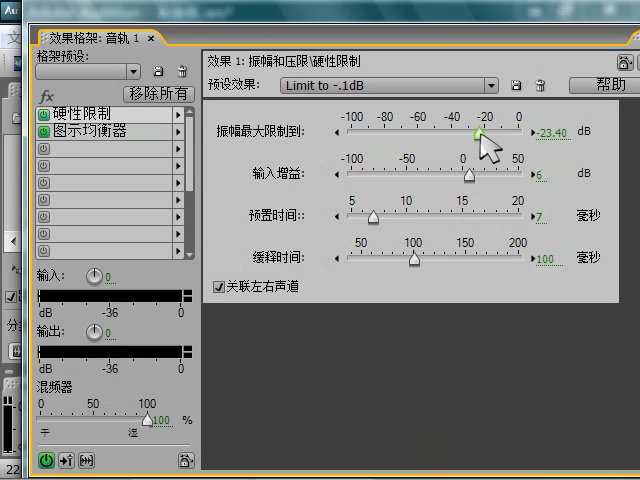 Au
效果格架: 音轨 1 ×
格架预设:
fx 移除所有
硬性限制
图示均衡器
输入: 0
dB -36 0
输出: 0
dB -36 0
混频器
0 50 100
100 %
干 湿
效果 1: 振幅和压限\硬性限制
预设效果: Limit to -.1dB 帮助
-100 -80 -60 -40 -20 0
振幅最大限制到: -23.40 dB
-100 -50 0 50
输入增益: 6 dB
5 10 15 20
预置时间:: 7 毫秒
50 100 150 200
缓释时间: 100 毫秒
关联左右声道
22